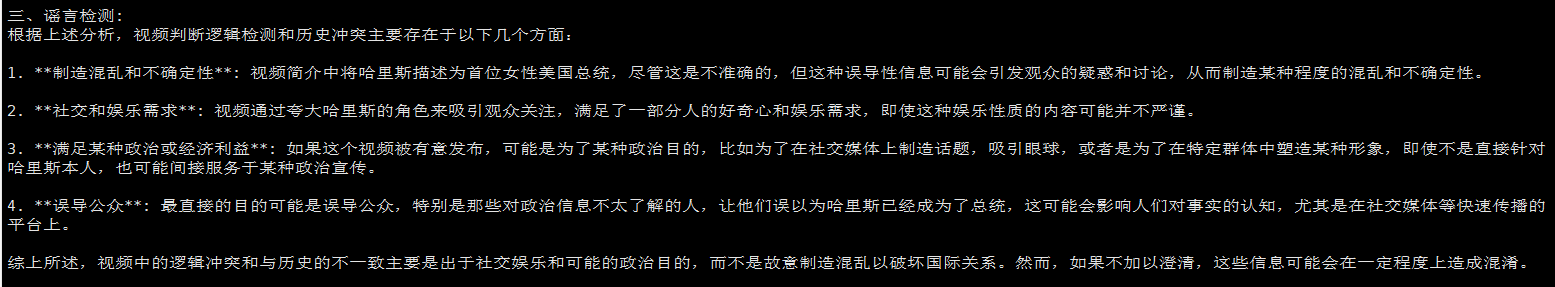 三、谣言检测:
根据上述分析，视频判断逻辑检测和历史冲突主要存在于以下几个方面：
1. **制造混乱和不确定性**: 视频简介中将哈里斯描述为首位女性美国总统，尽管这是不准确的，但这种误导性信息可能会引发观众的疑惑和讨论，从而制造某种程度的混乱和不确定性。
2. **社交和娱乐需求**: 视频通过夸大哈里斯的角色来吸引观众关注，满足了一部分人的好奇心和娱乐需求，即使这种娱乐性质的内容可能并不严谨。
3. **满足某种政治或经济利益**: 如果这个视频被有意发布，可能是为了某种政治目的，比如为了在社交媒体上制造话题，吸引眼球，或者是为了在特定群体中塑造某种形象，即使不是直接针对
哈里斯本人，也可能间接服务于某种政治宣传。
4. **误导公众**: 最直接的目的可能是误导公众，特别是那些对政治信息不太了解的人，让他们误以为哈里斯已经成为了总统，这可能会影响人们对事实的认知，尤其是在社交媒体等快速传播的
平台上。
综上所述，视频中的逻辑冲突和与历史的不一致主要是出于社交娱乐和可能的政治目的，而不是故意制造混乱以破坏国际关系。然而，如果不加以澄清，这些信息可能会在一定程度上造成混淆。